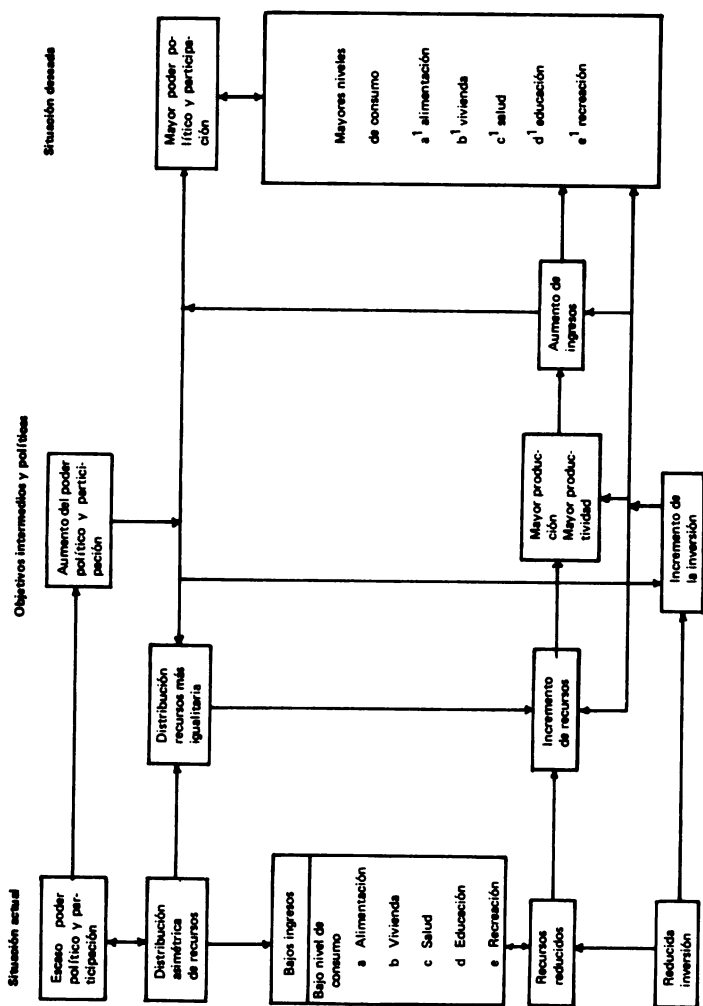 Situación actual
Objetivos intermedios y políticas
Situación deseada
Escaso poder
político y par-
ticipación
Aumento del poder
político y partici-
pación
Mayor poder po-
lítico y participa-
ción
Distribución
asimétrica
de recursos
Distribución
recursos más
igualitaria
Bajos ingresos
Bajo nivel de
consumo
a Alimentación
b Vivienda
c Salud
d Educación
e Recreación
Mayores niveles
de consumo
a¹ alimentación
b¹ vivienda
c¹ salud
d¹ educación
e¹ recreación
Recursos
reducidos
Incremento
de recursos
Mayor produc-
ción
Mayor produc-
tividad
Aumento de
ingresos
Reducida
inversión
Incremento de
la inversión